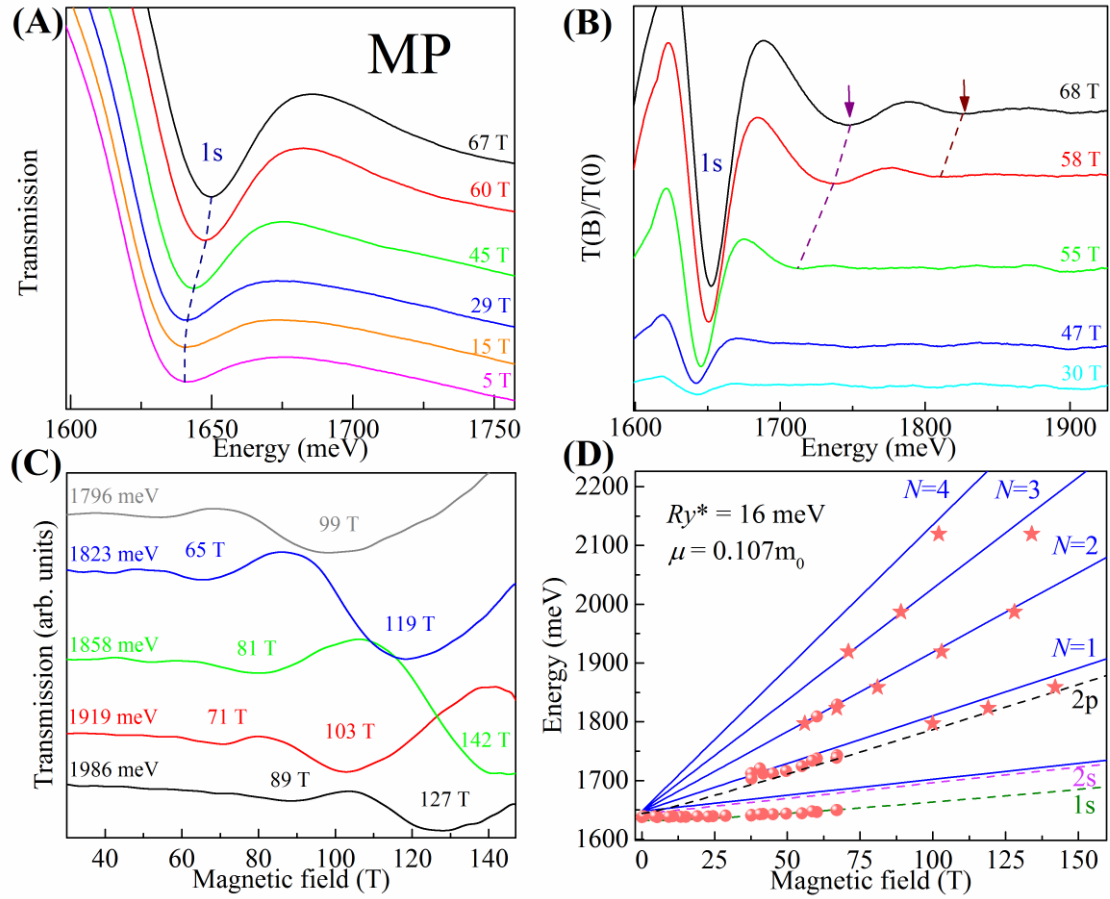 (A)
MP
1s
67 T
60 T
45 T
29 T
15 T
5 T
Transmission
1600
1650
1700
1750
Energy (meV)
(B)
1s
68 T
58 T
55 T
47 T
30 T
T(B)/T(0)
1600
1700
1800
1900
Energy (meV)
(C)
1796 meV
99 T
1823 meV
65 T
119 T
1858 meV
81 T
142 T
1919 meV
71 T
103 T
1986 meV
89 T
127 T
Transmission (arb. units)
40
60
80
100
120
140
Magnetic field (T)
(D)
Ry* = 16 meV
μ = 0.107m₀
N=4
N=3
N=2
N=1
2p
2s
1s
Energy (meV)
2200
2100
2000
1900
1800
1700
1600
0
25
50
75
100
125
150
Magnetic field (T)